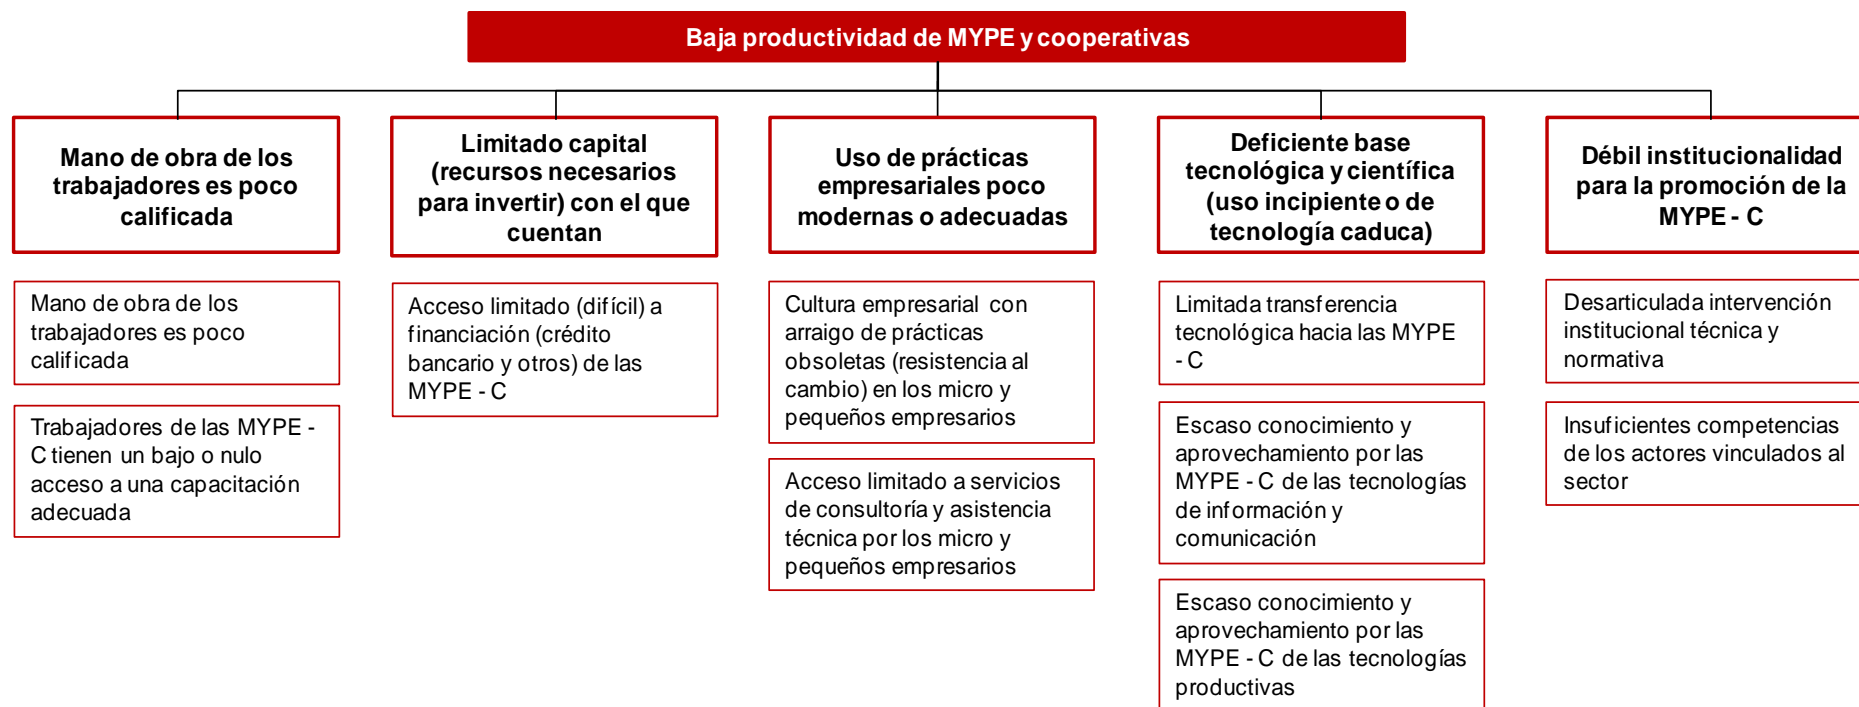 Baja productividad de MYPE y cooperativas
Mano de obra de los
trabajadores es poco
calificada
Limitado capital
(recursos necesarios
para invertir) con el que
cuentan
Uso de prácticas
empresariales poco
modernas o adecuadas
Deficiente base
tecnológica y científica
(uso incipiente o de
tecnología caduca)
Débil institucionalidad
para la promoción de la
MYPE - C
Mano de obra de los
trabajadores es poco
calificada
Trabajadores de las MYPE -
C tienen un bajo o nulo
acceso a una capacitación
adecuada
Acceso limitado (difícil) a
financiación (crédito
bancario y otros) de las
MYPE - C
Cultura empresarial con
arraigo de prácticas
obsoletas (resistencia al
cambio) en los micro y
pequeños empresarios
Acceso limitado a servicios
de consultoría y asistencia
técnica por los micro y
pequeños empresarios
Limitada transferencia
tecnológica hacia las MYPE
- C
Escaso conocimiento y
aprovechamiento por las
MYPE - C de las tecnologías
de información y
comunicación
Escaso conocimiento y
aprovechamiento por las
MYPE - C de las tecnologías
productivas
Desarticulada intervención
institucional técnica y
normativa
Insuficientes competencias
de los actores vinculados al
sector